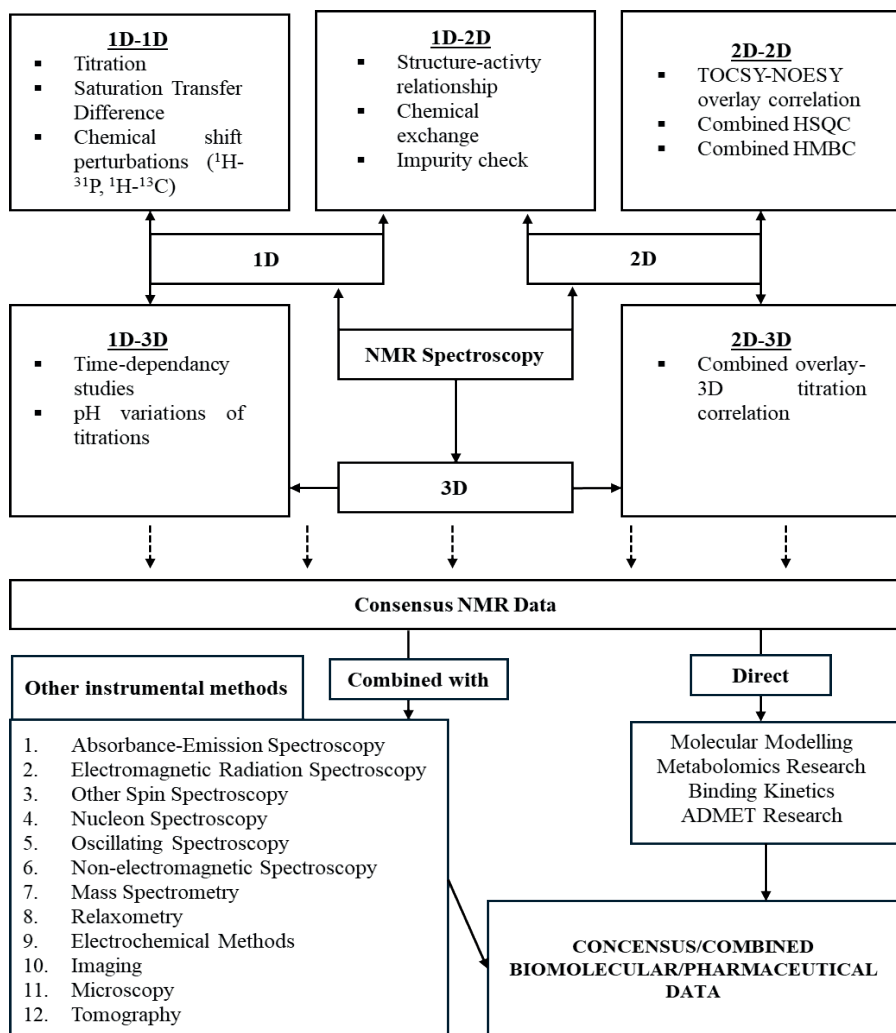 1D-1D
▪ Titration
▪ Saturation Transfer
Difference
▪ Chemical
shift
perturbations (¹H-
³¹P, ¹H-¹³C)
1D-2D
▪ Structure-activty
relationship
▪ Chemical
exchange
▪ Impurity check
2D-2D
▪ TOCSY-NOESY
overlay correlation
▪ Combined HSQC
▪ Combined HMBC
1D
2D
1D-3D
▪ Time-dependancy
studies
▪ pH variations of
titrations
NMR Spectroscopy
2D-3D
▪ Combined overlay-
3D titration
correlation
3D
Consensus NMR Data
Other instrumental methods
Combined with
Direct
1. Absorbance-Emission Spectroscopy
2. Electromagnetic Radiation Spectroscopy
3. Other Spin Spectroscopy
4. Nucleon Spectroscopy
5. Oscillating Spectroscopy
6. Non-electromagnetic Spectroscopy
7. Mass Spectrometry
8. Relaxometry
9. Electrochemical Methods
10. Imaging
11. Microscopy
12. Tomography
Molecular Modelling
Metabolomics Research
Binding Kinetics
ADMET Research
CONCENSUS/COMBINED
BIOMOLECULAR/PHARMACEUTICAL
DATA